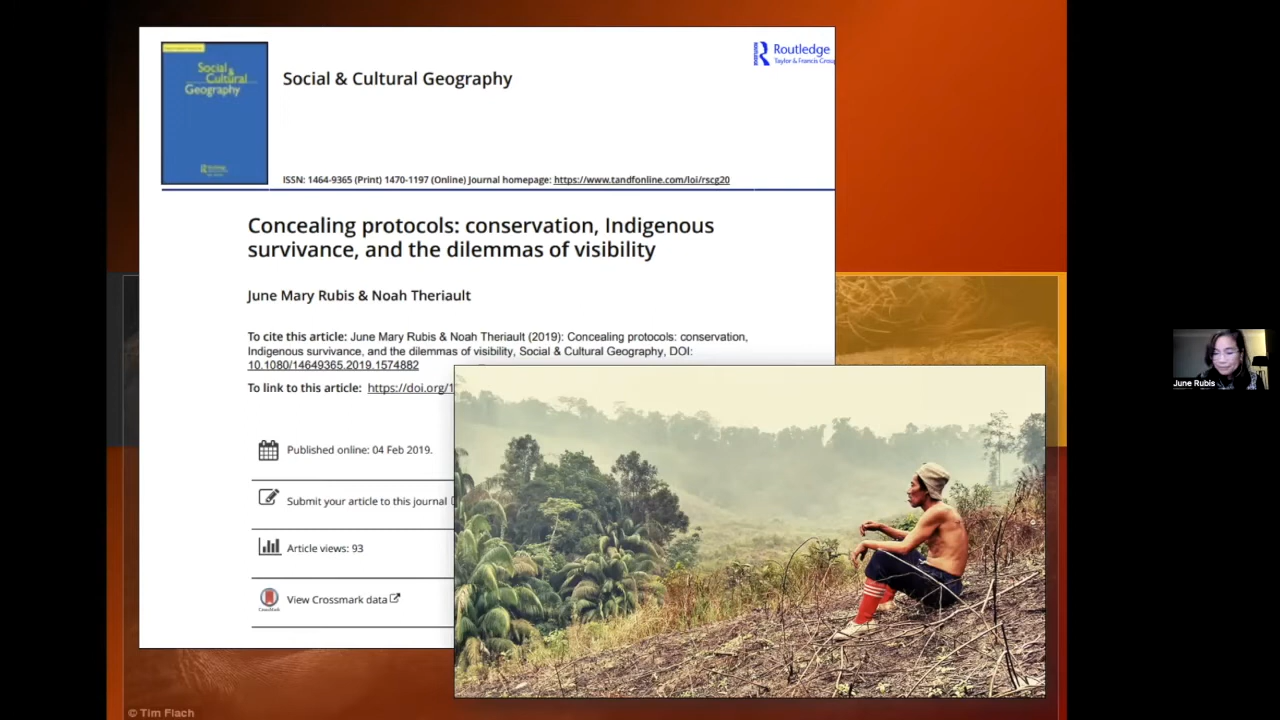 Social &
Cultural
Geography
Routledge
Social & Cultural Geography
Routledge
Taylor & Francis Grou
ISSN: 1464-9365 (Print) 1470-1197 (Online) Journal homepage: https://www.tandfonline.com/loi/rscg20
Concealing protocols: conservation, Indigenous
survivance, and the dilemmas of visibility
June Mary Rubis & Noah Theriault
To cite this article: June Mary Rubis & Noah Theriault (2019): Concealing protocols: conservation,
Indigenous survivance, and the dilemmas of visibility, Social & Cultural Geography, DOI:
10.1080/14649365.2019.1574882
To link to this article: https://doi.org/1
Published online: 04 Feb 2019.
Submit your article to this journal
Article views: 93
View Crossmark data
CrossMark
June Rubis
© Tim Flach